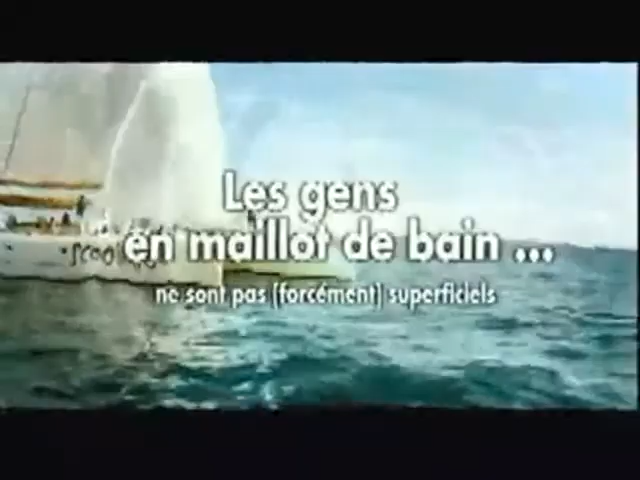 Les gens
en maillot de bain ...
ne sont pas (forcément) superficiels